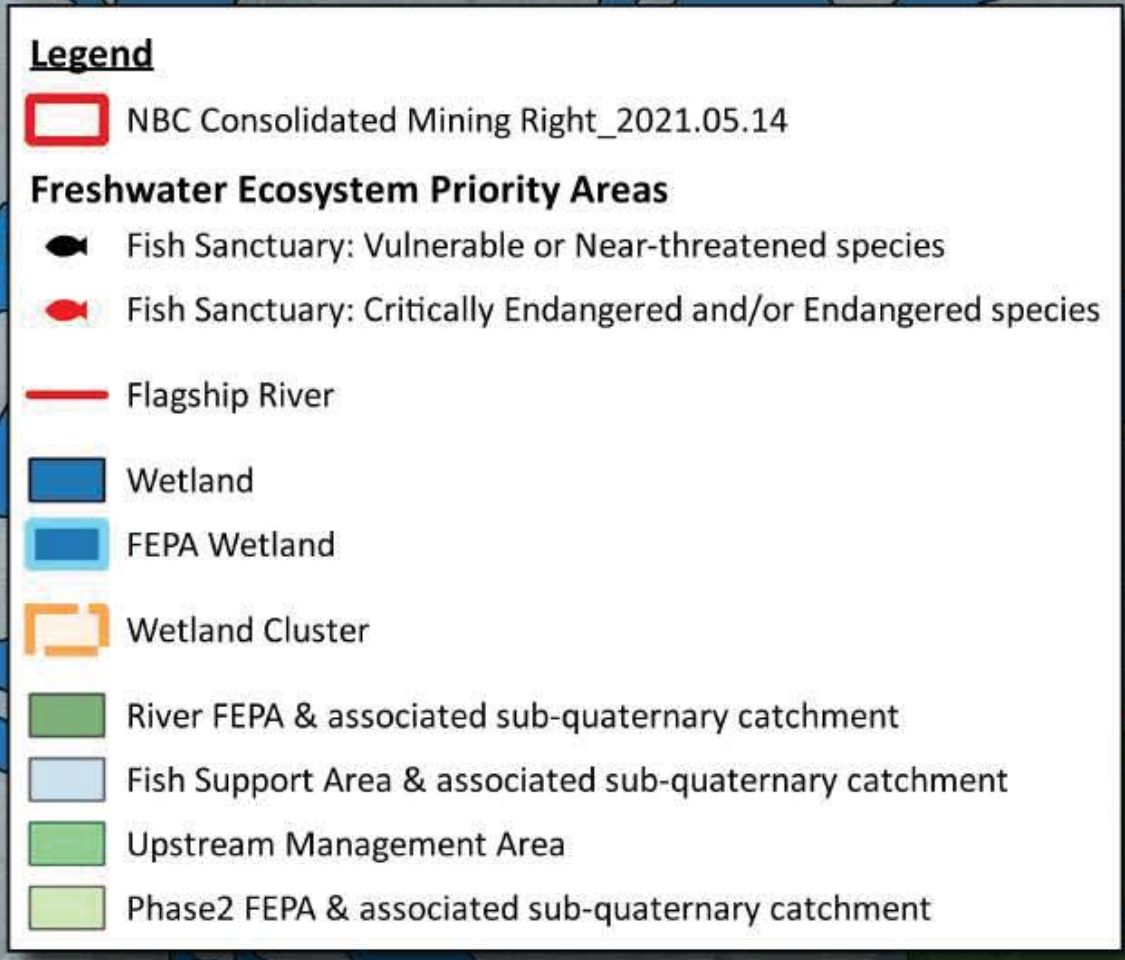 Legend
NBC Consolidated Mining Right_2021.05.14
Freshwater Ecosystem Priority Areas
Fish Sanctuary: Vulnerable or Near-threatened species
Fish Sanctuary: Critically Endangered and/or Endangered species
Flagship River
Wetland
FEPA Wetland
Wetland Cluster
River FEPA & associated sub-quaternary catchment
Fish Support Area & associated sub-quaternary catchment
Upstream Management Area
Phase2 FEPA & associated sub-quaternary catchment